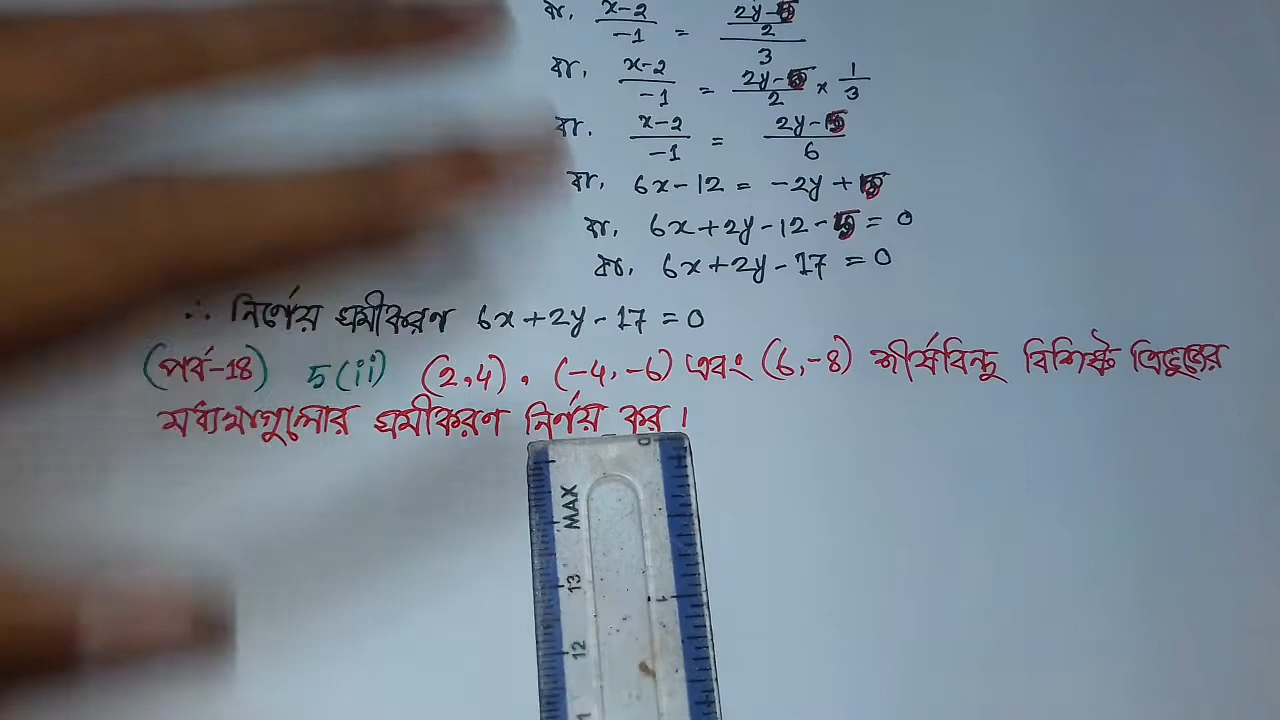 বা, x-2/-1 = 2y-5/2/3
বা, x-2/-1 = 2y-5/2 × 1/3
বা, x-2/-1 = 2y-5/6
বা, 6x-12 = -2y+5
বা, 6x+2y-12-5 = 0
বা, 6x+2y-17 = 0
∴ নির্ণেয় সমীকরণ 6x+2y-17=0
(পর্ব-18) 5(ii) (2,4), (-4,-6) এবং (6,-8) শীর্ষবিন্দু বিশিষ্ট ত্রিভুজের
মধ্যমাগুলোর সমীকরণ নির্ণয় কর।
0
MAX
13
12